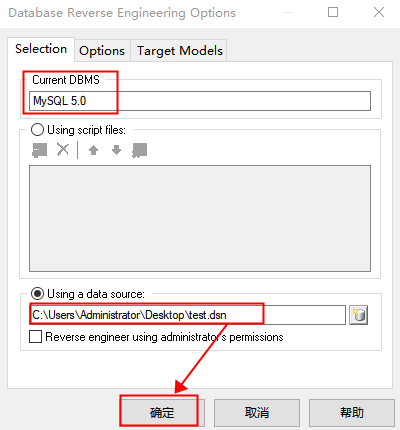 Database Reverse Engineering Options
Selection Options Target Models
Current DBMS
MySQL 5.0
Using script files:
Using a data source:
C:\Users\Administrator\Desktop\test.dsn
Reverse engineer using administrator's permissions
确定 取消 帮助